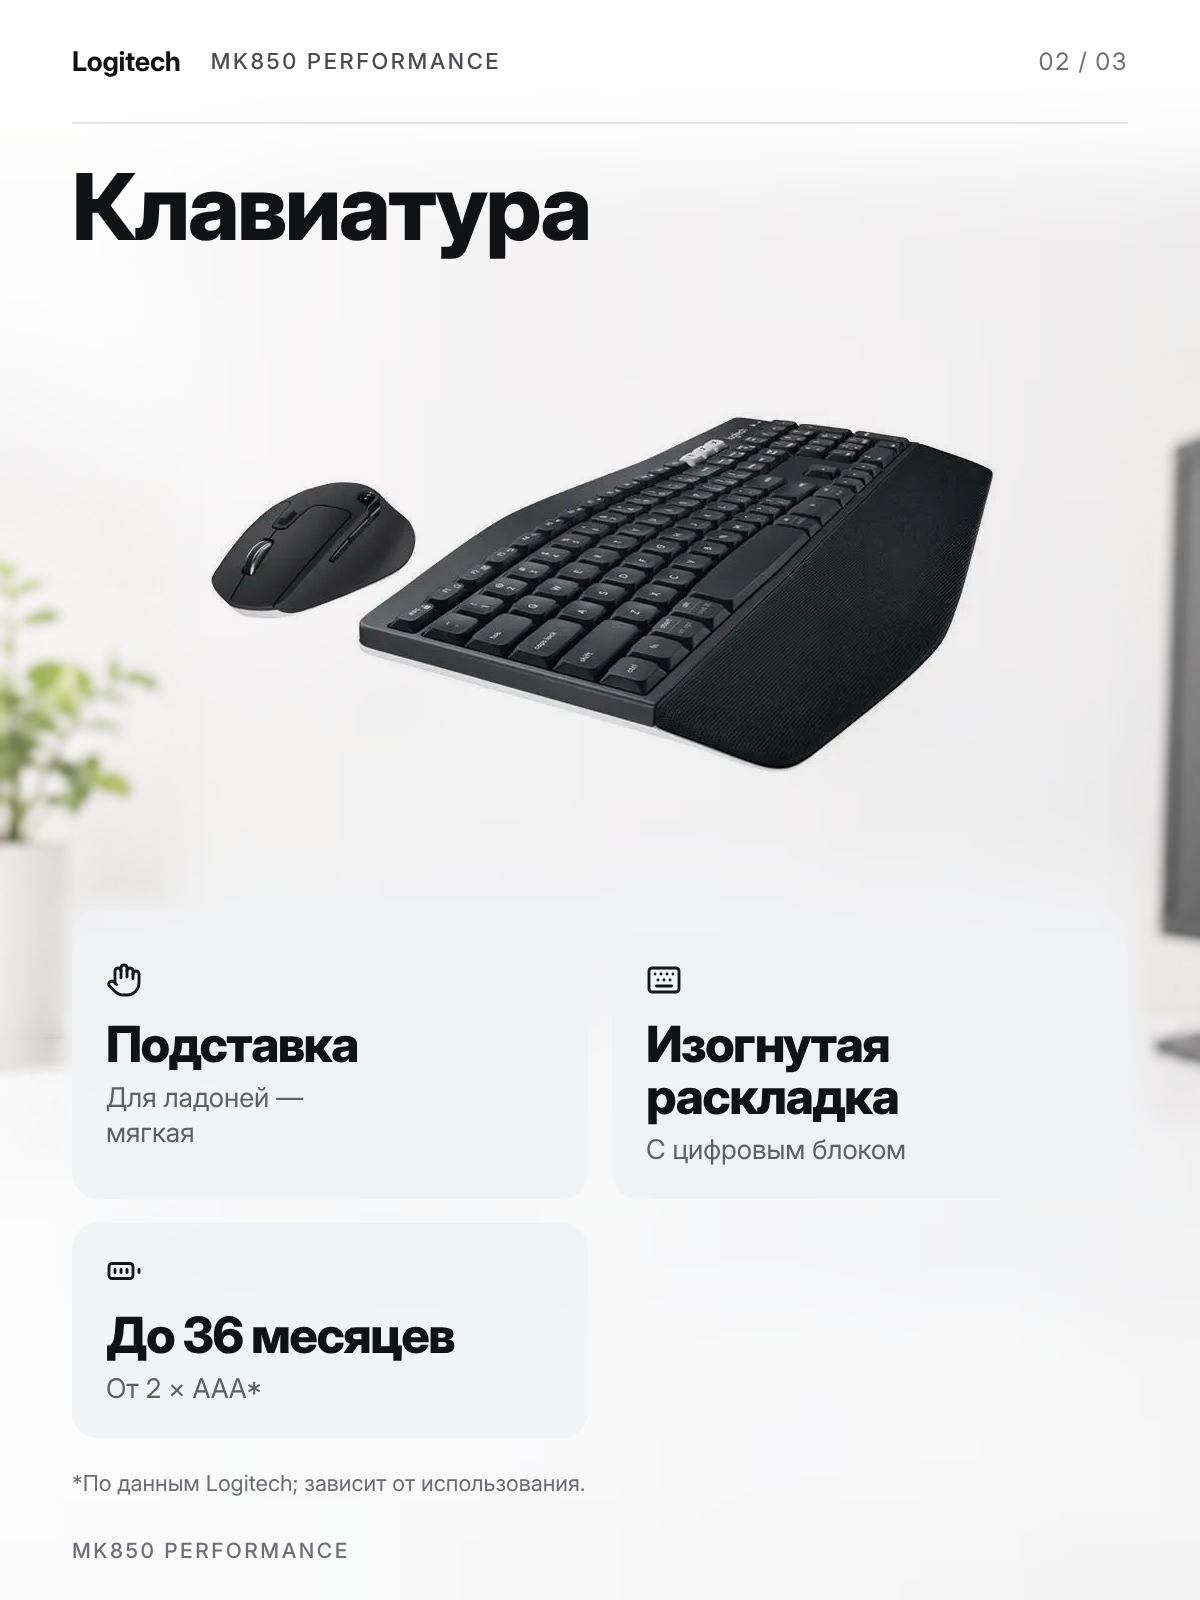 Logitech MK850 PERFORMANCE 02 / 03
Клавиатура
Подставка
Для ладоней —
мягкая
Изогнутая
раскладка
С цифровым блоком
До 36 месяцев
От 2 × AAA*
*По данным Logitech; зависит от использования.
MK850 PERFORMANCE